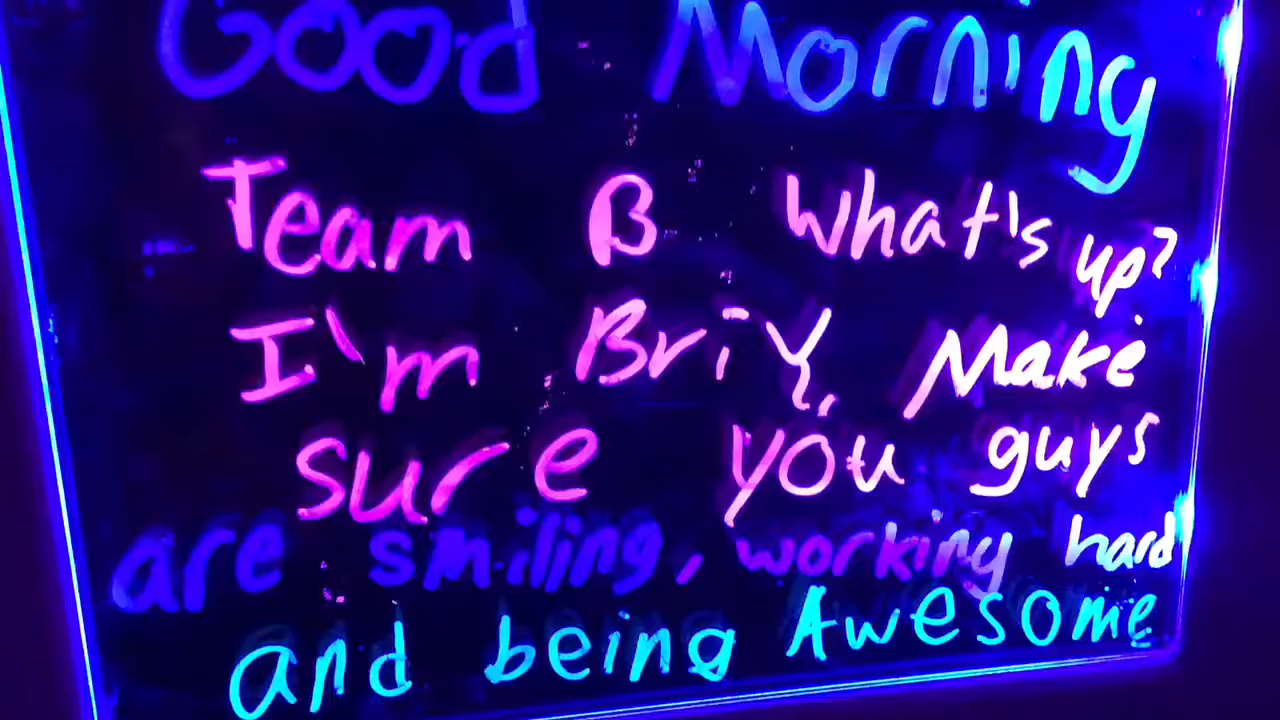 Good Morning
Team B What's up?
I'm Briy, Make
sure you guys
are smiling, working hard
and being Awesome